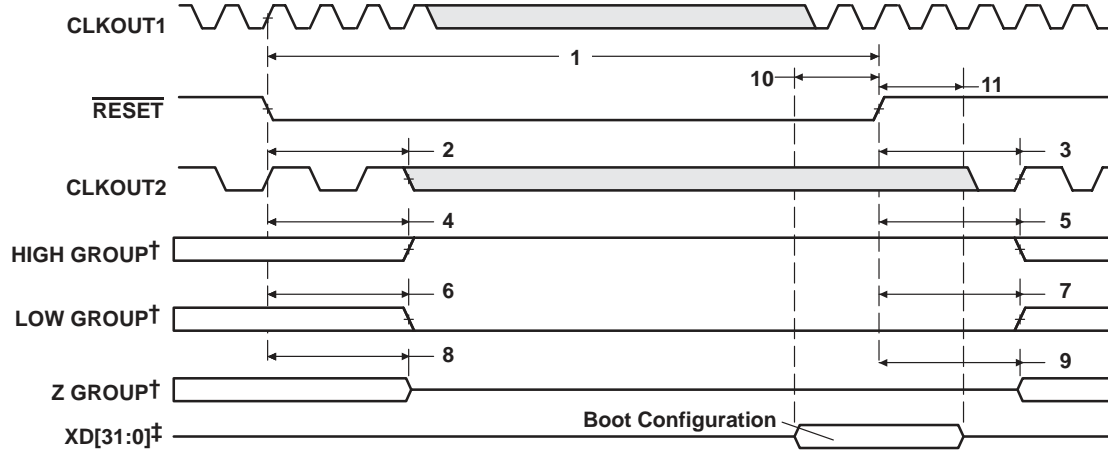 CLKOUT1
1
10
11
RESET
2
3
CLKOUT2
4
5
HIGH GROUP†
6
7
LOW GROUP†
8
9
Z GROUP†
Boot Configuration
XD[31:0]‡